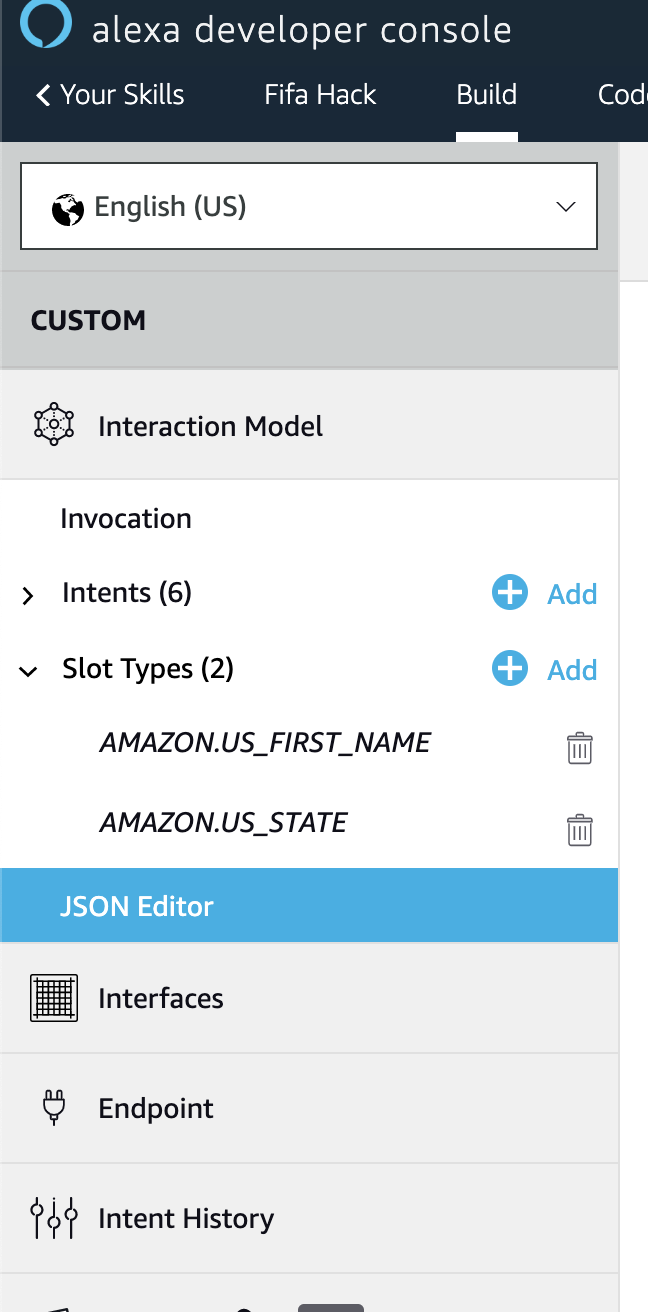 alexa developer console
Your Skills Fifa Hack Build Code
English (US)
CUSTOM
Interaction Model
Invocation
Intents (6) Add
Slot Types (2) Add
AMAZON.US_FIRST_NAME
AMAZON.US_STATE
JSON Editor
Interfaces
Endpoint
Intent History